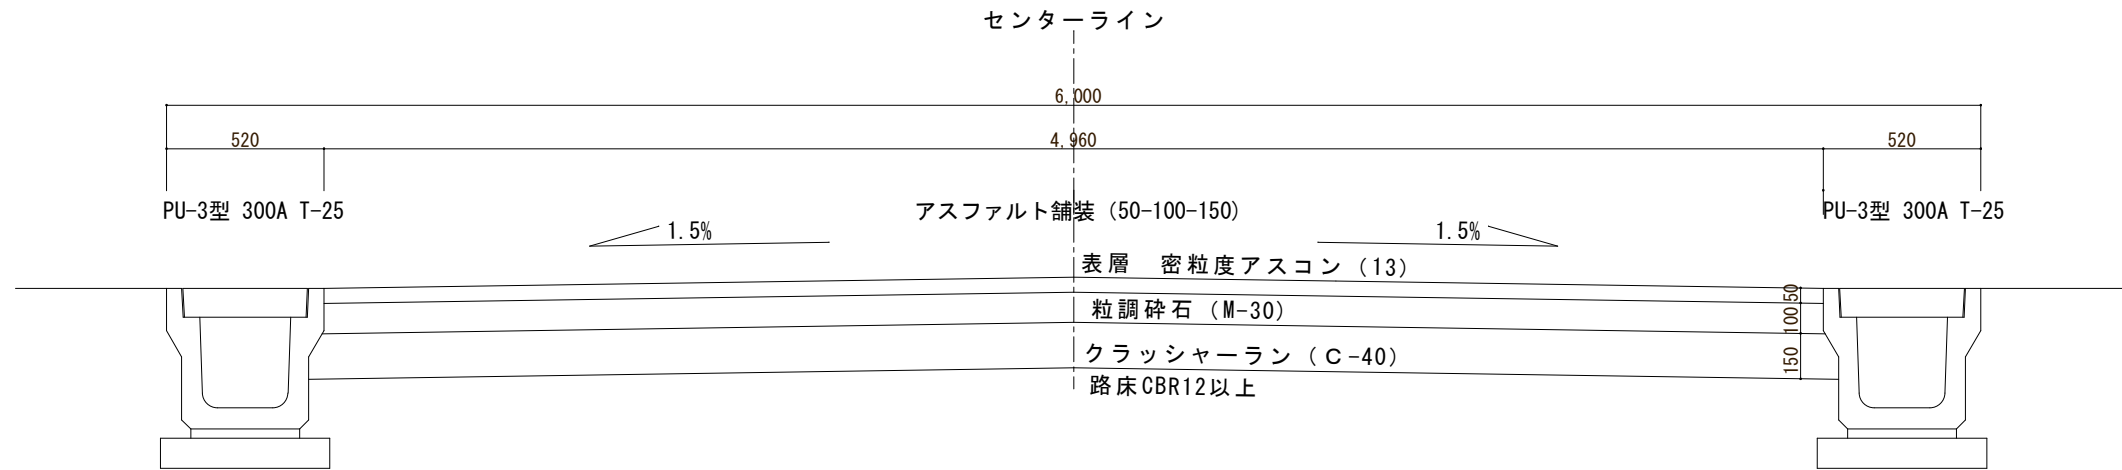 センターライン
6,000
520
4,960
520
PU-3型 300A T-25
アスファルト舗装 (50-100-150)
PU-3型 300A T-25
1.5%
1.5%
表層　密粒度アスコン (13)
50
粒調砕石 (M-30)
100
クラッシャーラン (C-40)
150
路床CBR12以上